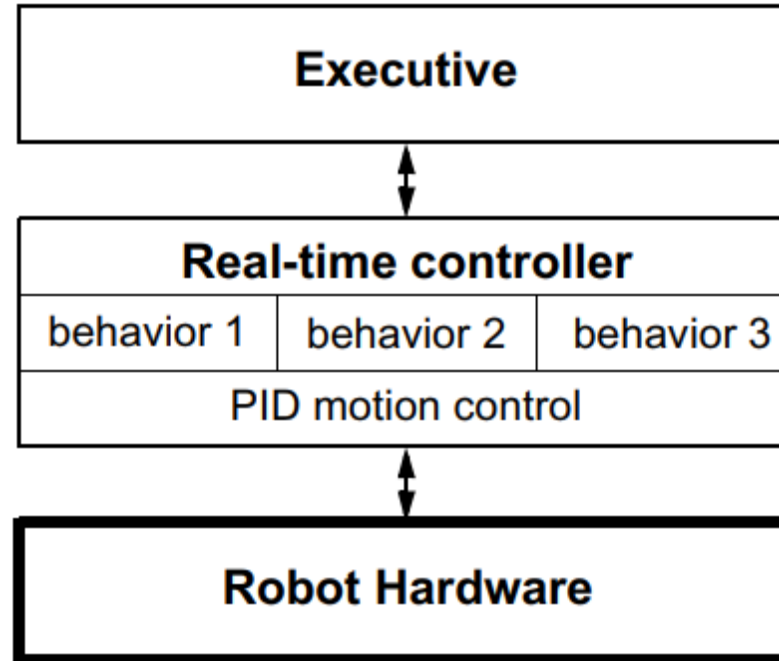 Executive
Real-time controller
behavior 1 behavior 2 behavior 3
PID motion control
Robot Hardware